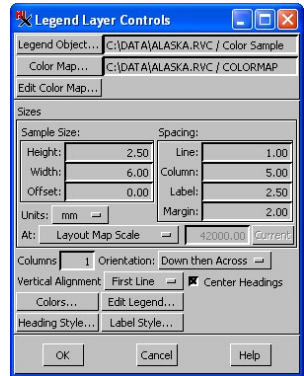 Legend Layer Controls
Legend Object... C:\DATA\ALASKA.RVC / Color Sample
Color Map... C:\DATA\ALASKA.RVC / COLORMAP
Edit Color Map...
Sizes
Sample Size: Spacing:
Height: 2.50 Line: 1.00
Width: 6.00 Column: 5.00
Offset: 0.00 Label: 2.50
Units: mm Margin: 2.00
At: Layout Map Scale 42000.00 Current
Columns 1 Orientation: Down then Across
Vertical Alignment First Line Center Headings
Colors... Edit Legend...
Heading Style... Label Style...
OK Cancel Help